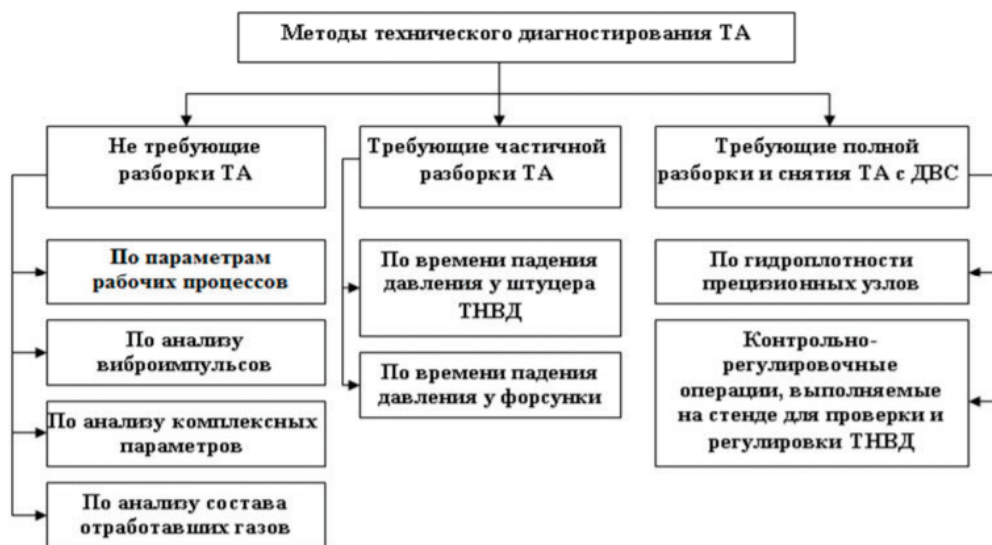 Методы технического диагностирования ТА
Не требующие
разборки ТА
По параметрам
рабочих процессов
По анализу
виброимпульсов
По анализу комплексных
параметров
По анализу состава
отработавших газов
Требующие частичной
разборки ТА
По времени падения
давления у штуцера
ТНВД
По времени падения
давления у форсунки
Требующие полной
разборки и снятия ТА с ДВС
По гидроплотности
прецизионных узлов
Контрольно-
регулировочные
операции, выполняемые
на стенде для проверки и
регулировки ТНВД